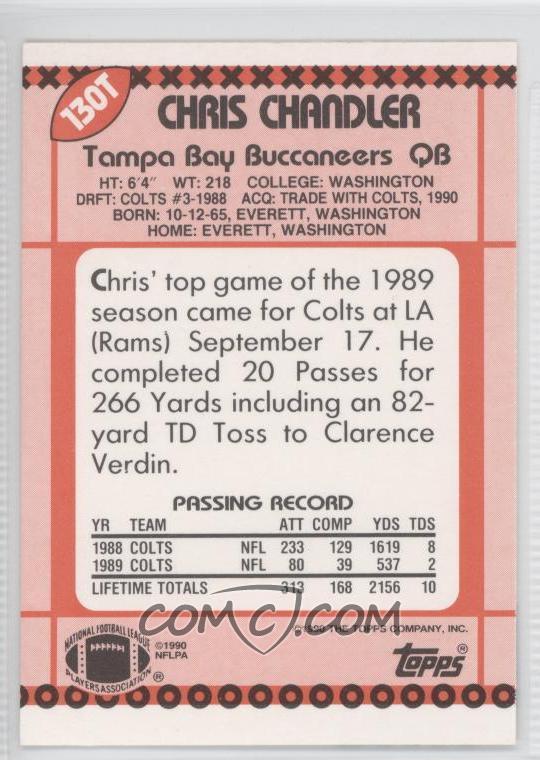 130T
CHRIS CHANDLER
Tampa Bay Buccaneers QB
HT: 6'4" WT: 218 COLLEGE: WASHINGTON
DRFT: COLTS #3-1988 ACQ: TRADE WITH COLTS, 1990
BORN: 10-12-65, EVERETT, WASHINGTON
HOME: EVERETT, WASHINGTON
Chris' top game of the 1989
season came for Colts at LA
(Rams) September 17. He
completed 20 Passes for
266 Yards including an 82-
yard TD Toss to Clarence
Verdin.
PASSING RECORD
YR TEAM ATT COMP YDS TDS
1988 COLTS NFL 233 129 1619 8
1989 COLTS NFL 80 39 537 2
LIFETIME TOTALS 313 168 2156 10
COMC.COM
©1990 THE TOPPS COMPANY, INC.
NATIONAL FOOTBALL LEAGUE
PLAYERS ASSOCIATION ®
©1990
NFLPA
topps®